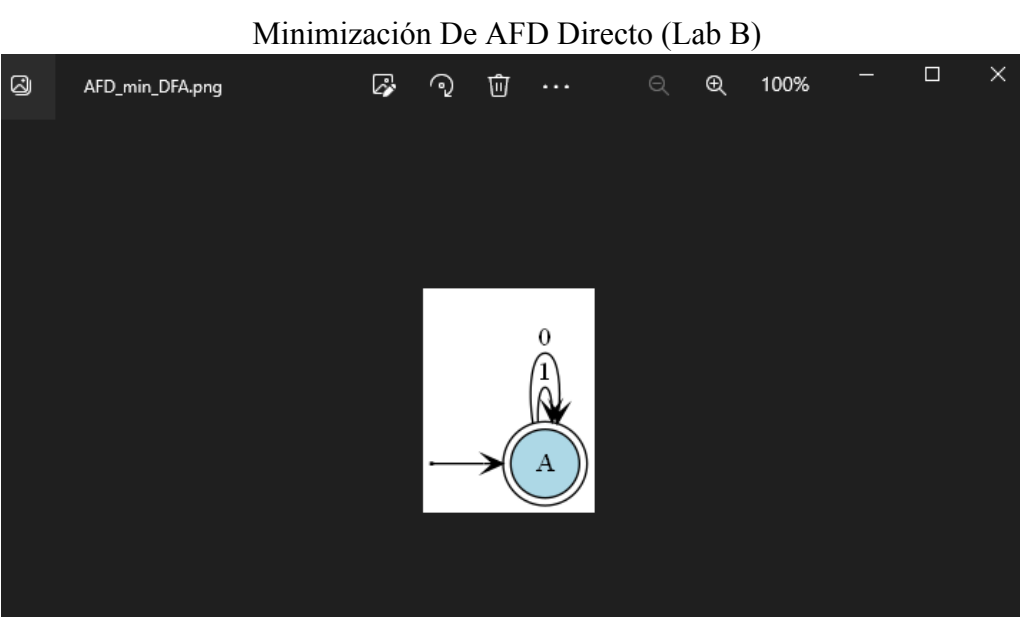 Minimización De AFD Directo (Lab B)
AFD_min_DFA.png
100%
0
1
A